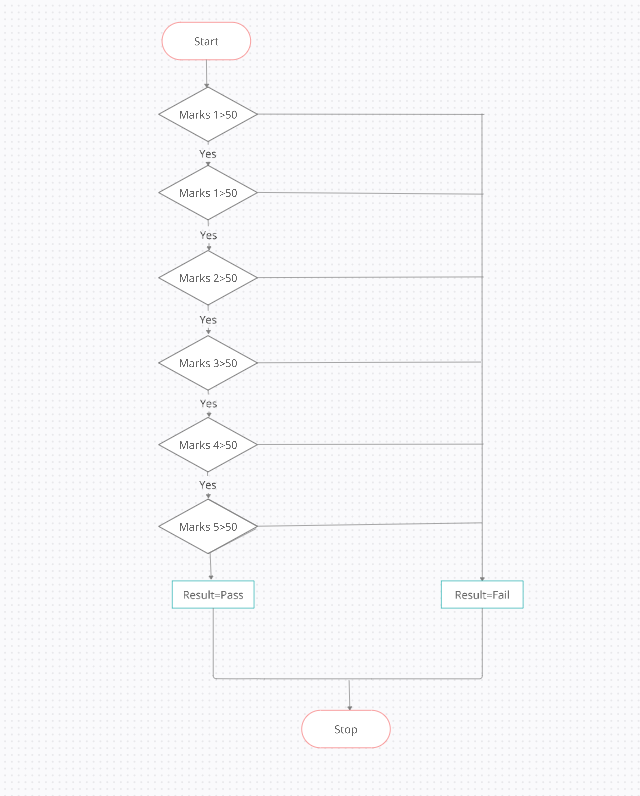 Start
Marks 1>50
Yes
Marks 1>50
Yes
Marks 2>50
Yes
Marks 3>50
Yes
Marks 4>50
Yes
Marks 5>50
Result=Pass
Result=Fail
Stop